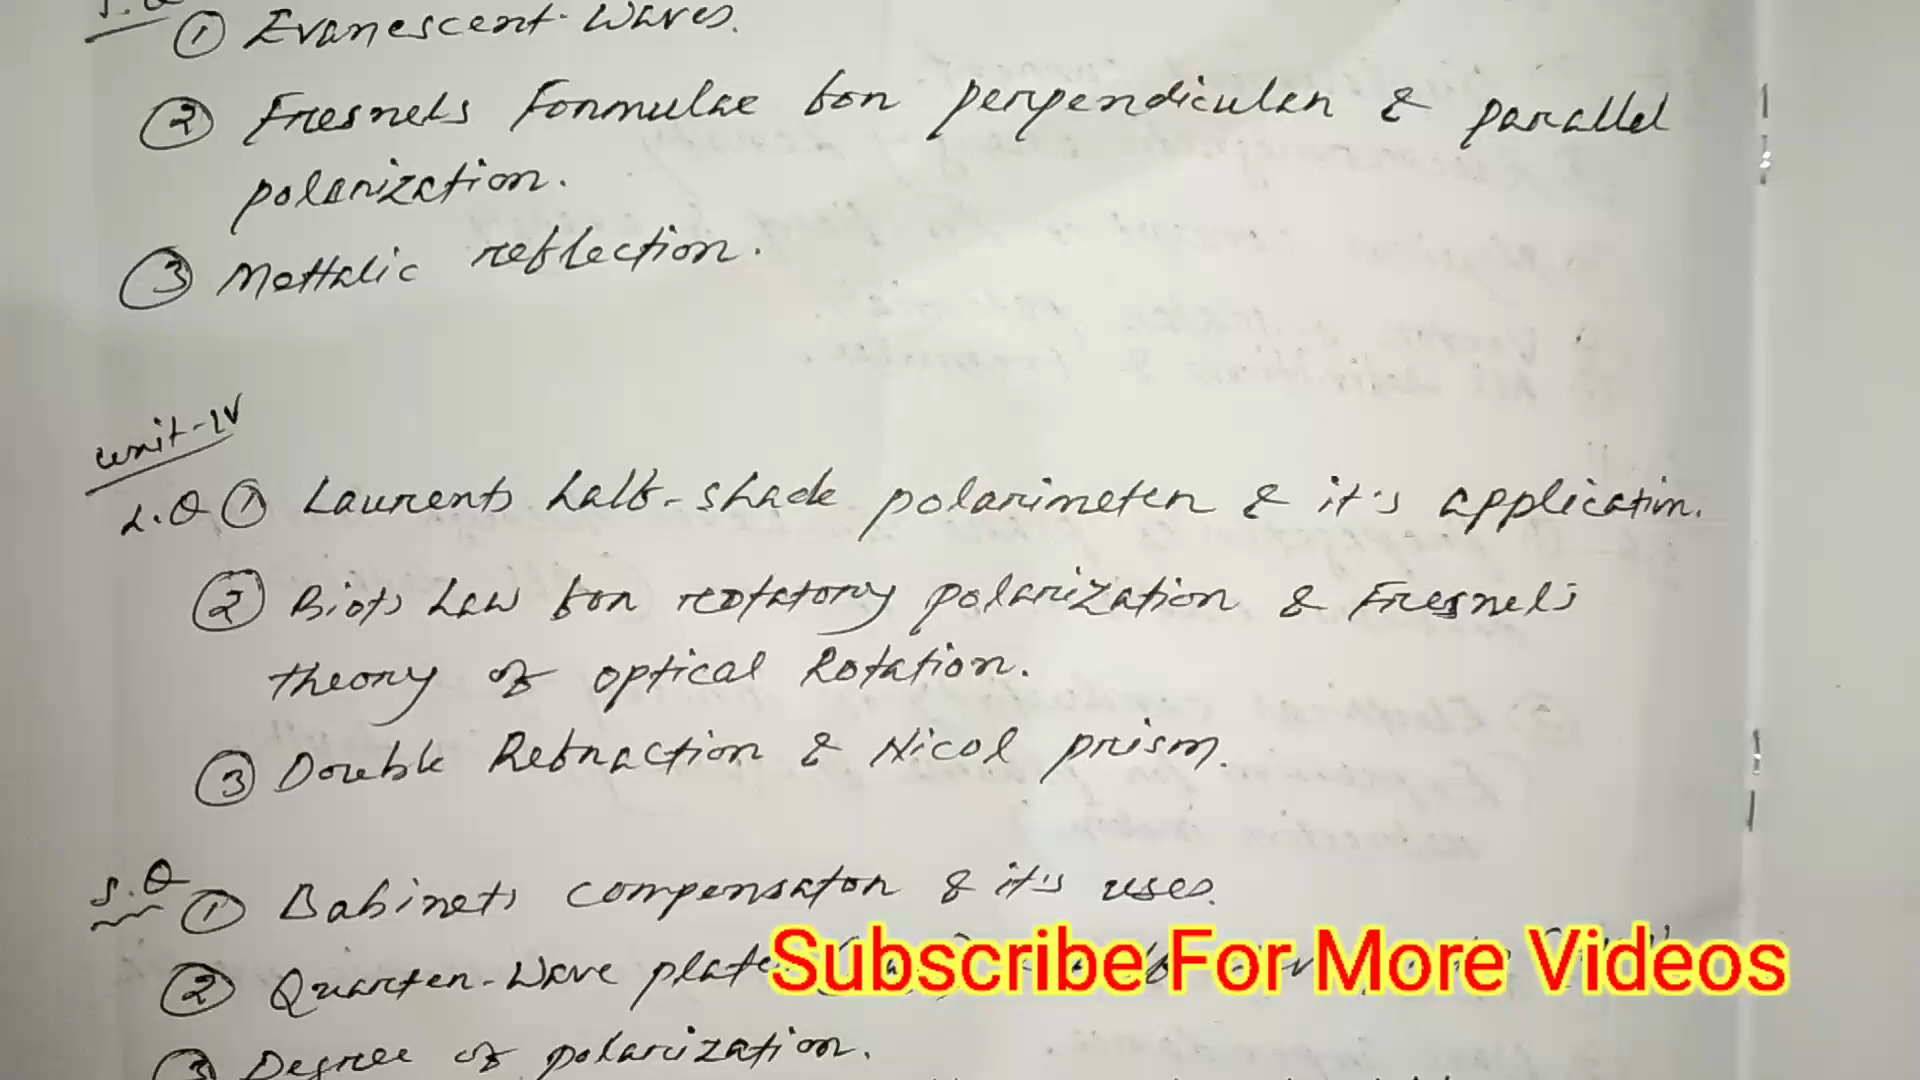 S.Q
① Evanescent Waves.
② Fresnels Formulae for perpendicular & parallel
polarization.
③ Mettalic reflection.
Unit-IV
L.Q ① Laurents half-shade polarimeter & it's application.
② Biots Law for rotatory polarization & Fresnel's
theory of optical Rotation.
③ Double Refraction & Nicol prism.
S.Q ① Babinets compensator & it's uses.
② Quarter-Wave plate
Subscribe For More Videos
③ Degree of polarization.